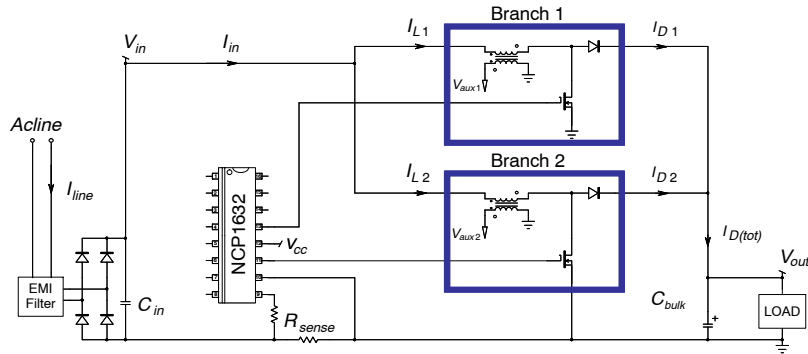 Branch 1
V_in
I_in
I_L1
I_D1
V_aux1
Acline
I_line
Branch 2
I_L2
I_D2
V_aux2
NCP1632
V_cc
I_D(tot)
V_out
EMI
Filter
C_in
R_sense
C_bulk
+
LOAD